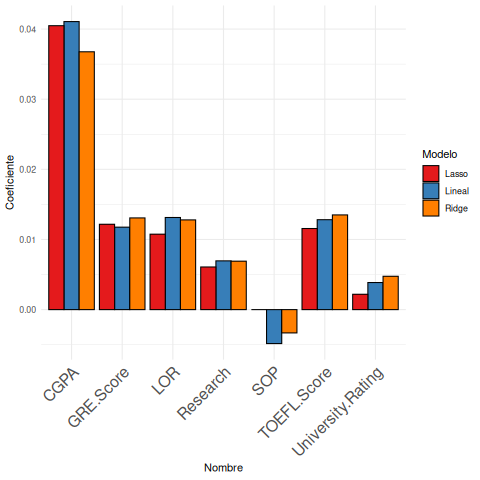 0.04
0.03
0.02
0.01
0.00
Coeficiente
CGPA
GRE.Score
LOR
Research
SOP
TOEFL.Score
University.Rating
Nombre
Modelo
Lasso
Lineal
Ridge